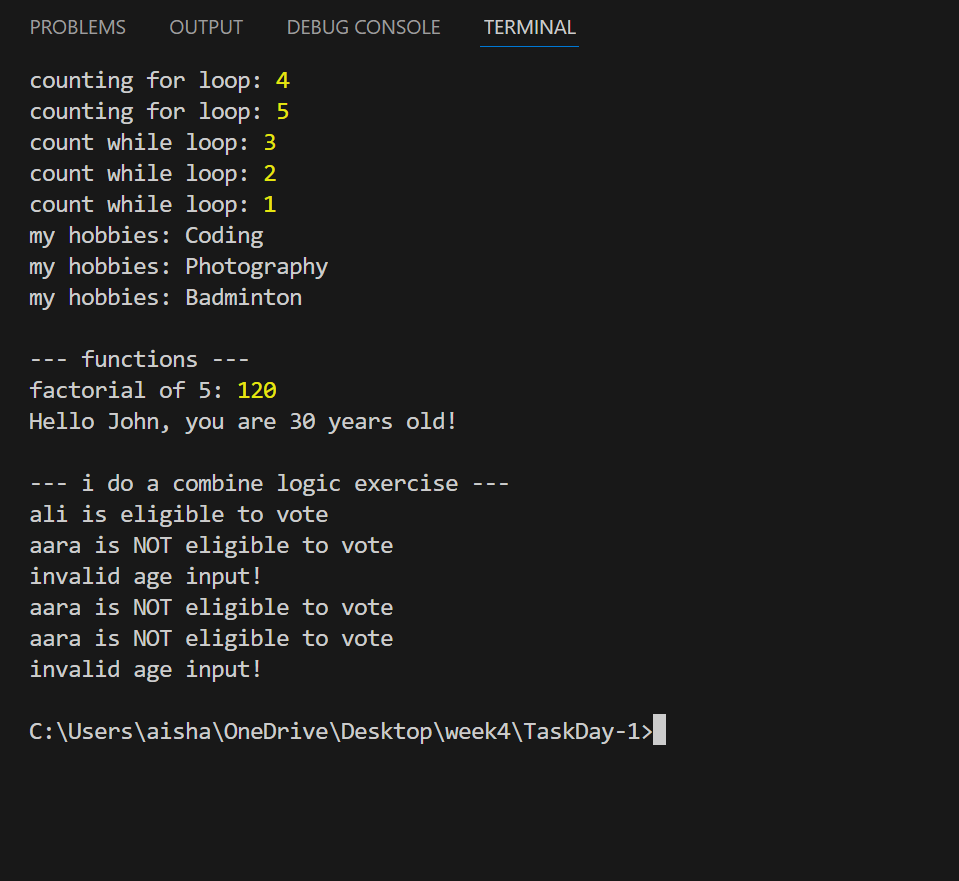 PROBLEMS OUTPUT DEBUG CONSOLE TERMINAL
counting for loop: 4
counting for loop: 5
count while loop: 3
count while loop: 2
count while loop: 1
my hobbies: Coding
my hobbies: Photography
my hobbies: Badminton
--- functions ---
factorial of 5: 120
Hello John, you are 30 years old!
--- i do a combine logic exercise ---
ali is eligible to vote
aara is NOT eligible to vote
invalid age input!
aara is NOT eligible to vote
aara is NOT eligible to vote
invalid age input!
C:\Users\aisha\OneDrive\Desktop\week4\TaskDay-1>